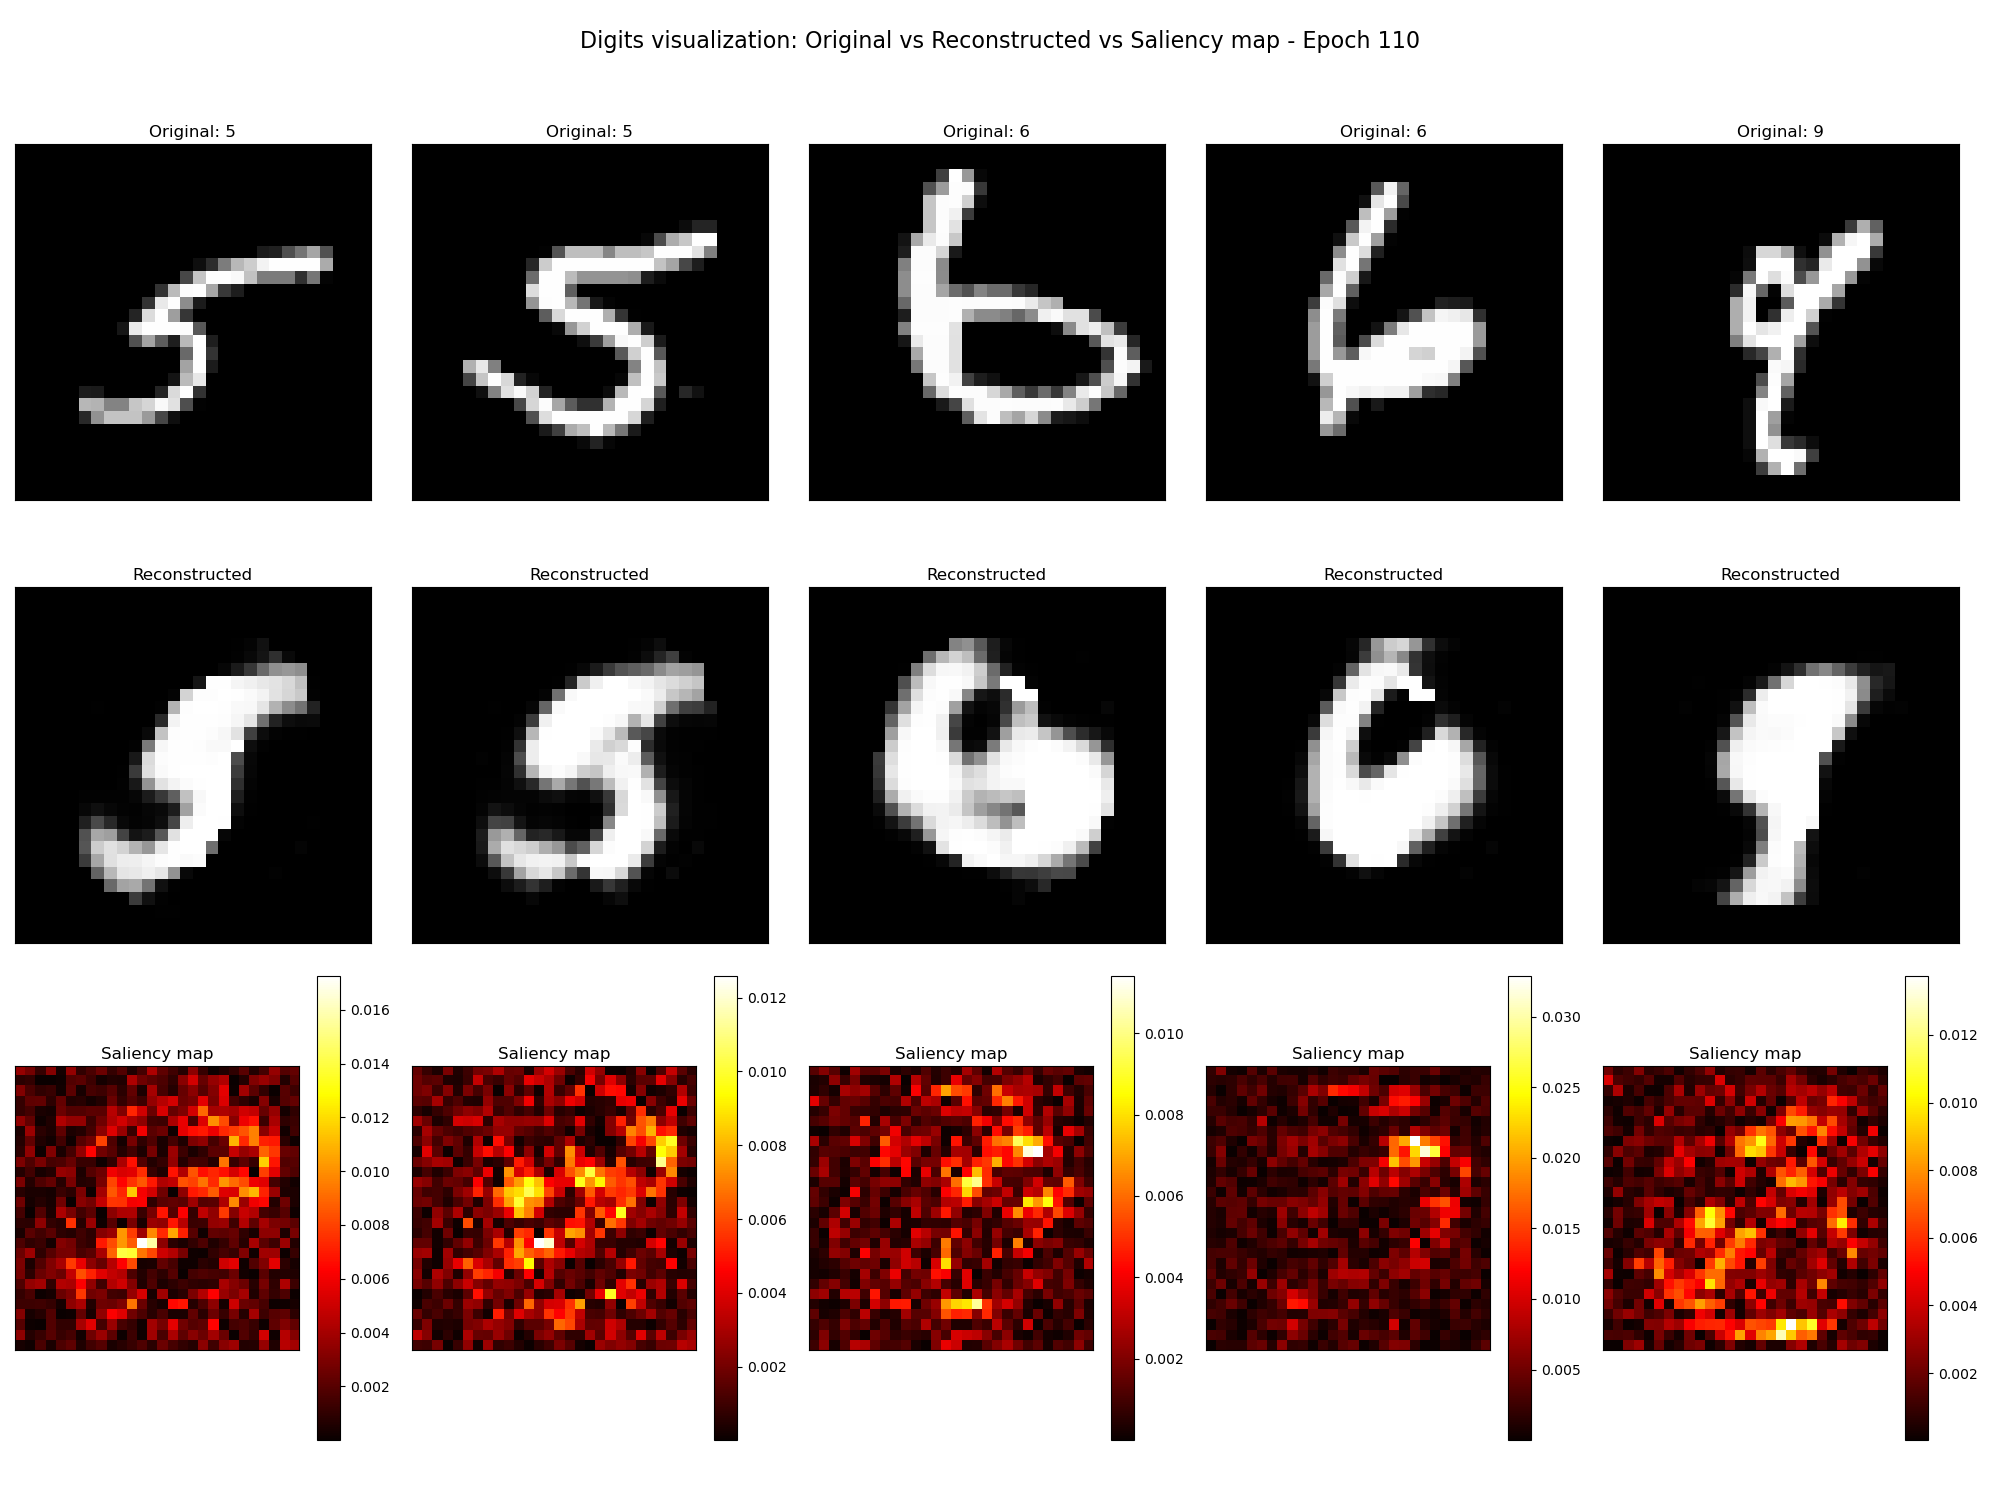 Digits visualization: Original vs Reconstructed vs Saliency map - Epoch 110
Original: 5
Original: 5
Original: 6
Original: 6
Original: 9
Reconstructed
Reconstructed
Reconstructed
Reconstructed
Reconstructed
Saliency map
0.016
0.014
0.012
0.010
0.008
0.006
0.004
0.002
Saliency map
0.012
0.010
0.008
0.006
0.004
0.002
Saliency map
0.010
0.008
0.006
0.004
0.002
Saliency map
0.030
0.025
0.020
0.015
0.010
0.005
Saliency map
0.012
0.010
0.008
0.006
0.004
0.002